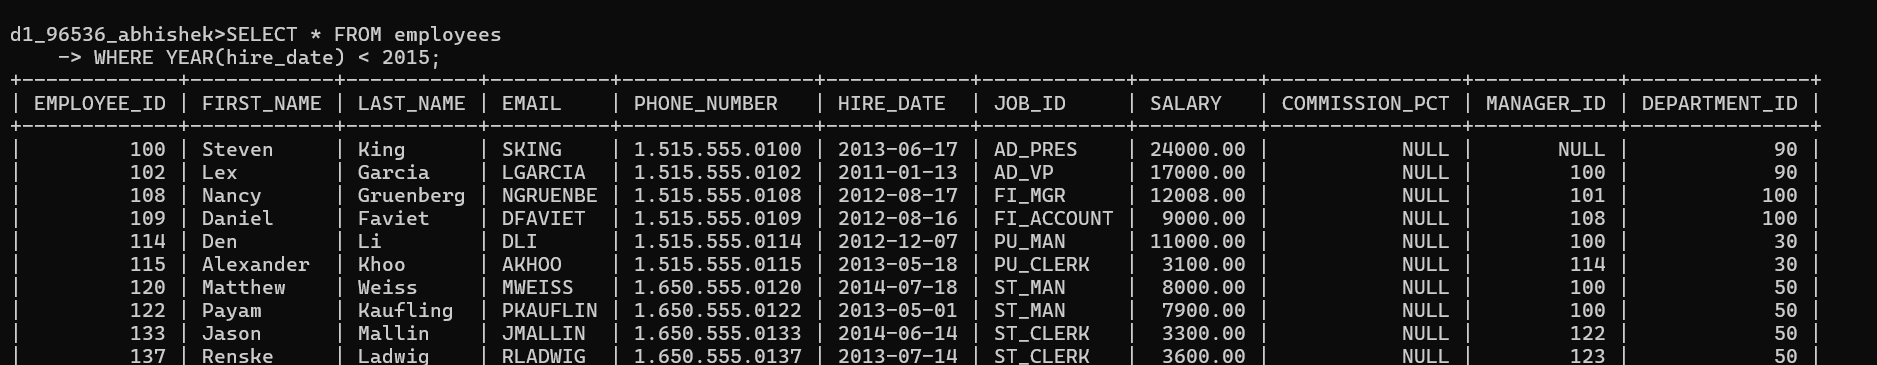 d1_96536_abhishek>SELECT * FROM employees
    -> WHERE YEAR(hire_date) < 2015;
+-------------+------------+-----------+----------+----------------+------------+------------+----------+----------------+------------+---------------+
| EMPLOYEE_ID | FIRST_NAME | LAST_NAME | EMAIL    | PHONE_NUMBER   | HIRE_DATE  | JOB_ID     | SALARY   | COMMISSION_PCT | MANAGER_ID | DEPARTMENT_ID |
+-------------+------------+-----------+----------+----------------+------------+------------+----------+----------------+------------+---------------+
|         100 | Steven     | King      | SKING    | 1.515.555.0100 | 2013-06-17 | AD_PRES    | 24000.00 |           NULL |       NULL |            90 |
|         102 | Lex        | Garcia    | LGARCIA  | 1.515.555.0102 | 2011-01-13 | AD_VP      | 17000.00 |           NULL |        100 |            90 |
|         108 | Nancy      | Gruenberg | NGRUENBE | 1.515.555.0108 | 2012-08-17 | FI_MGR     | 12008.00 |           NULL |        101 |           100 |
|         109 | Daniel     | Faviet    | DFAVIET  | 1.515.555.0109 | 2012-08-16 | FI_ACCOUNT |  9000.00 |           NULL |        108 |           100 |
|         114 | Den        | Li        | DLI      | 1.515.555.0114 | 2012-12-07 | PU_MAN     | 11000.00 |           NULL |        100 |            30 |
|         115 | Alexander  | Khoo      | AKHOO    | 1.515.555.0115 | 2013-05-18 | PU_CLERK   |  3100.00 |           NULL |        114 |            30 |
|         120 | Matthew    | Weiss     | MWEISS   | 1.650.555.0120 | 2014-07-18 | ST_MAN     |  8000.00 |           NULL |        100 |            50 |
|         122 | Payam      | Kaufling  | PKAUFLIN | 1.650.555.0122 | 2013-05-01 | ST_MAN     |  7900.00 |           NULL |        100 |            50 |
|         133 | Jason      | Mallin    | JMALLIN  | 1.650.555.0133 | 2014-06-14 | ST_CLERK   |  3300.00 |           NULL |        122 |            50 |
|         137 | Renske     | Ladwig    | RLADWIG  | 1.650.555.0137 | 2013-07-14 | ST_CLERK   |  3600.00 |           NULL |        123 |            50 |